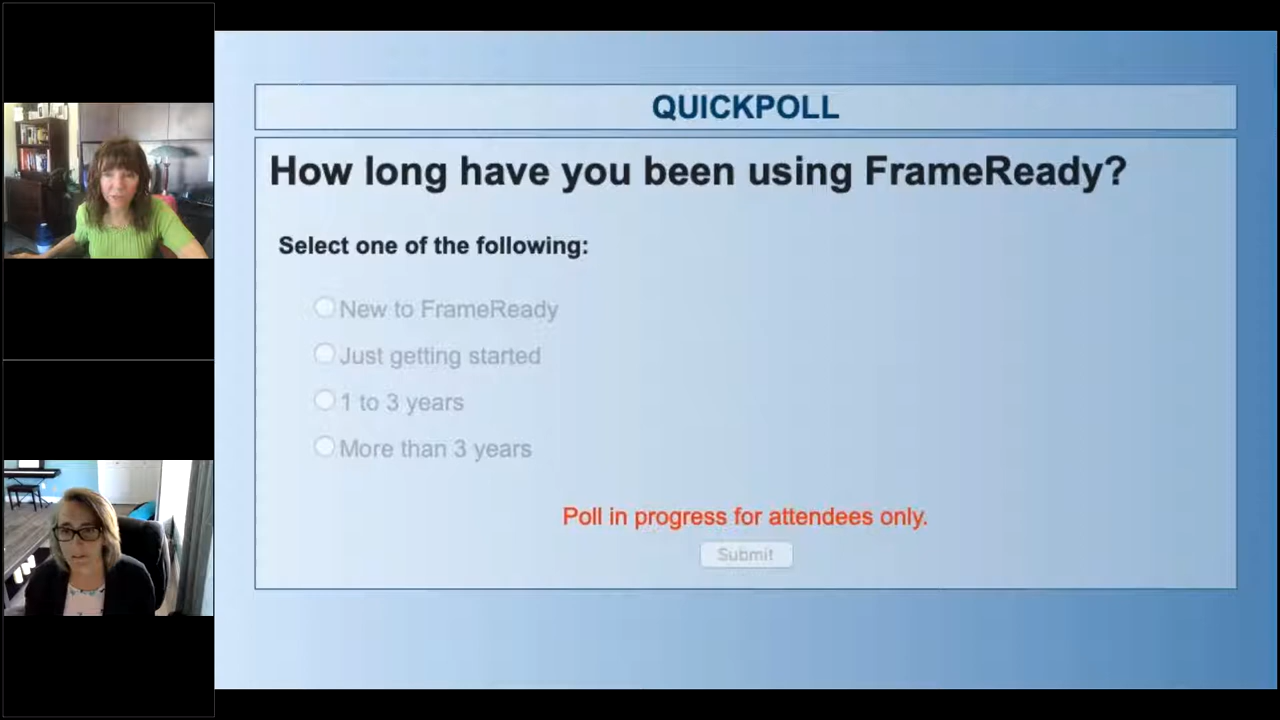 QUICKPOLL
How long have you been using FrameReady?
Select one of the following:
New to FrameReady
Just getting started
1 to 3 years
More than 3 years
Poll in progress for attendees only.
Submit